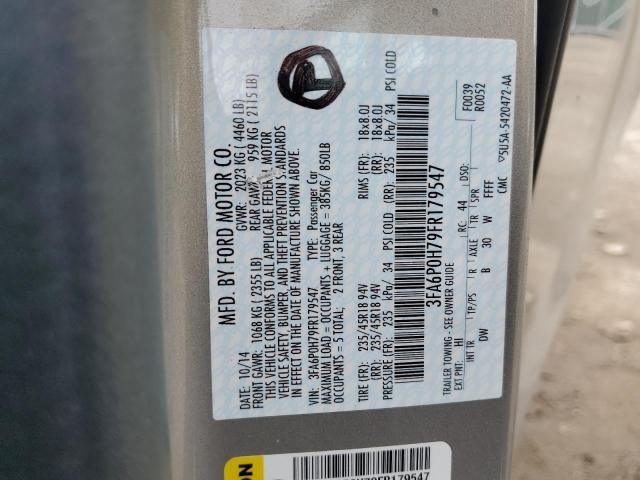 MFD. BY FORD MOTOR CO.
DATE: 10/14 GVWR: 2023 KG ( 4460 LB)
FRONT GAWR: 1068 KG ( 2355 LB) REAR GAWR: 959 KG ( 2115 LB)
THIS VEHICLE CONFORMS TO ALL APPLICABLE FEDERAL MOTOR
VEHICLE SAFETY, BUMPER, AND THEFT PREVENTION STANDARDS
IN EFFECT ON THE DATE OF MANUFACTURE SHOWN ABOVE.
VIN: 3FA6P0H79FR179547 TYPE: Passenger Car
MAXIMUM LOAD = OCCUPANTS + LUGGAGE = 385KG/ 850LB
OCCUPANTS = 5 TOTAL: 2 FRONT, 3 REAR
TIRE (FR): 235/45R18 94V RIMS (FR): 18x8.0J
(RR): 235/45R18 94V (RR): 18x8.0J
PRESSURE (FR): 235 kPa/ 34 PSI COLD (RR): 235 kPa/ 34 PSI COLD
3FA6P0H79FR179547
TRAILER TOWING - SEE OWNER GUIDE F0039
EXT PNT: HI RC: 44 DSO: R0052
INT TR TP/PS R AXLE TR SPR
DW B 30 W FFFF
CMC 5U5A-5420472-AA
179547